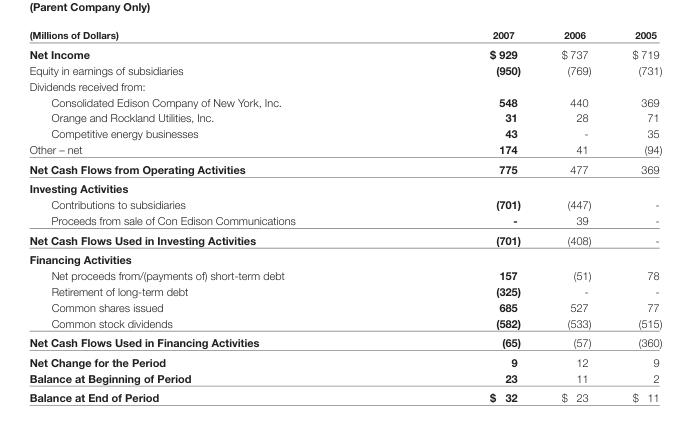 (Parent Company Only)
(Millions of Dollars) 2007 2006 2005
Net Income $ 929 $ 737 $ 719
Equity in earnings of subsidiaries (950) (769) (731)
Dividends received from:
Consolidated Edison Company of New York, Inc. 548 440 369
Orange and Rockland Utilities, Inc. 31 28 71
Competitive energy businesses 43 - 35
Other – net 174 41 (94)
Net Cash Flows from Operating Activities 775 477 369
Investing Activities
Contributions to subsidiaries (701) (447) -
Proceeds from sale of Con Edison Communications - 39 -
Net Cash Flows Used in Investing Activities (701) (408) -
Financing Activities
Net proceeds from/(payments of) short-term debt 157 (51) 78
Retirement of long-term debt (325) - -
Common shares issued 685 527 77
Common stock dividends (582) (533) (515)
Net Cash Flows Used in Financing Activities (65) (57) (360)
Net Change for the Period 9 12 9
Balance at Beginning of Period 23 11 2
Balance at End of Period $ 32 $ 23 $ 11